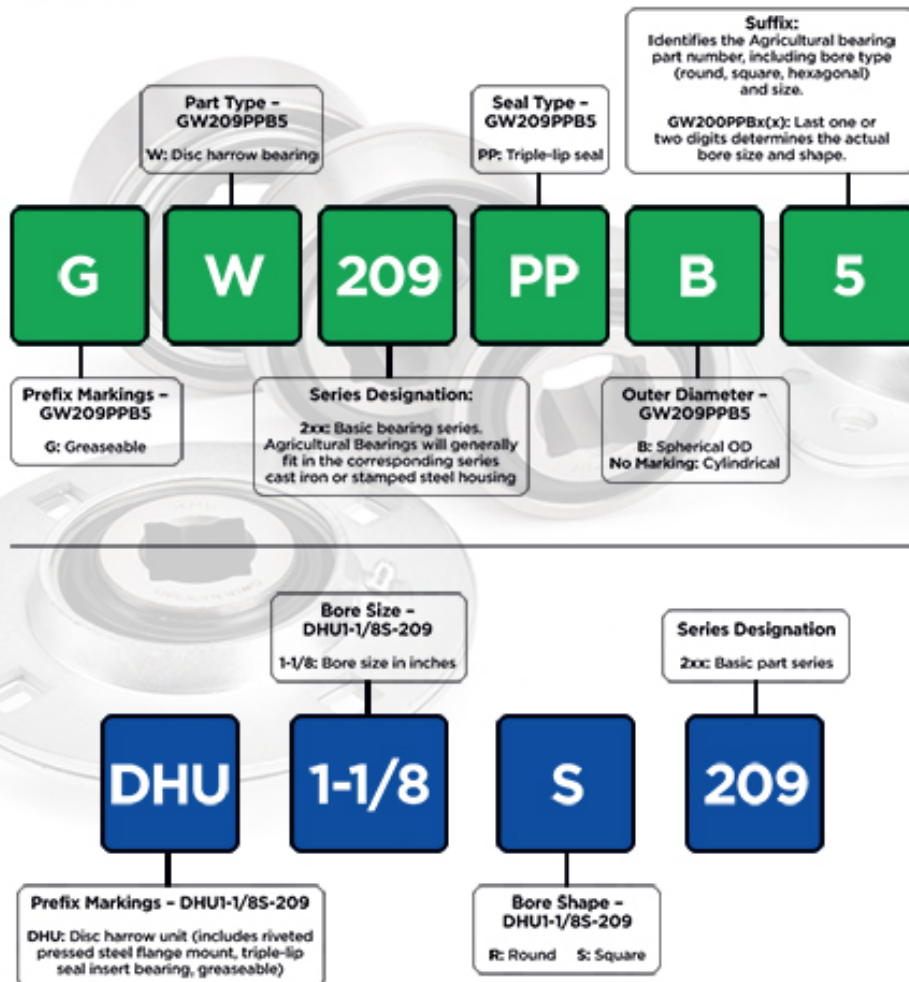 Suffix:
Identifies the Agricultural bearing
part number, including bore type
(round, square, hexagonal)
and size.
GW200PPBx(x): Last one or
two digits determines the actual
bore size and shape.
Part Type –
GW209PPB5
W: Disc harrow bearing
Seal Type –
GW209PPB5
PP: Triple-lip seal
G W 209 PP B 5
Prefix Markings –
GW209PPB5
G: Greaseable
Series Designation:
2xx: Basic bearing series.
Agricultural Bearings will generally
fit in the corresponding series
cast iron or stamped steel housing
Outer Diameter –
GW209PPB5
B: Spherical OD
No Marking: Cylindrical
Bore Size –
DHU1-1/8S-209
1-1/8: Bore size in inches
Series Designation
2xx: Basic part series
DHU 1-1/8 S 209
Prefix Markings – DHU1-1/8S-209
DHU: Disc harrow unit (includes riveted
pressed steel flange mount, triple-lip
seal insert bearing, greaseable)
Bore Shape –
DHU1-1/8S-209
R: Round S: Square